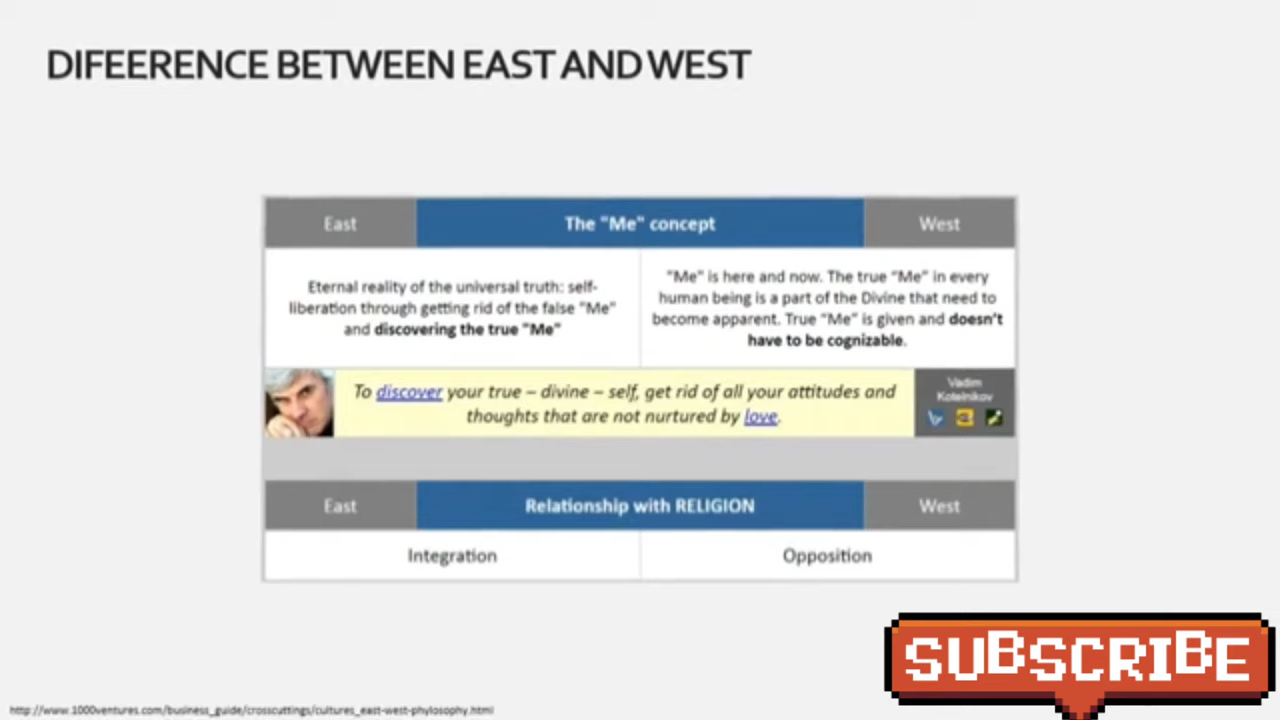 DIFEERENCE BETWEEN EAST AND WEST
East
The "Me" concept
West
Eternal reality of the universal truth: self-
liberation through getting rid of the false "Me"
and discovering the true "Me"
"Me" is here and now. The true "Me" in every
human being is a part of the Divine that need to
become apparent. True "Me" is given and doesn't
have to be cognizable.
To discover your true – divine – self, get rid of all your attitudes and
thoughts that are not nurtured by love.
Vadim
Kotelnikov
East
Relationship with RELIGION
West
Integration
Opposition
SUBSCRIBE
http://www.1000ventures.com/business_guide/crosscuttings/cultures_east-west-phylosophy.html